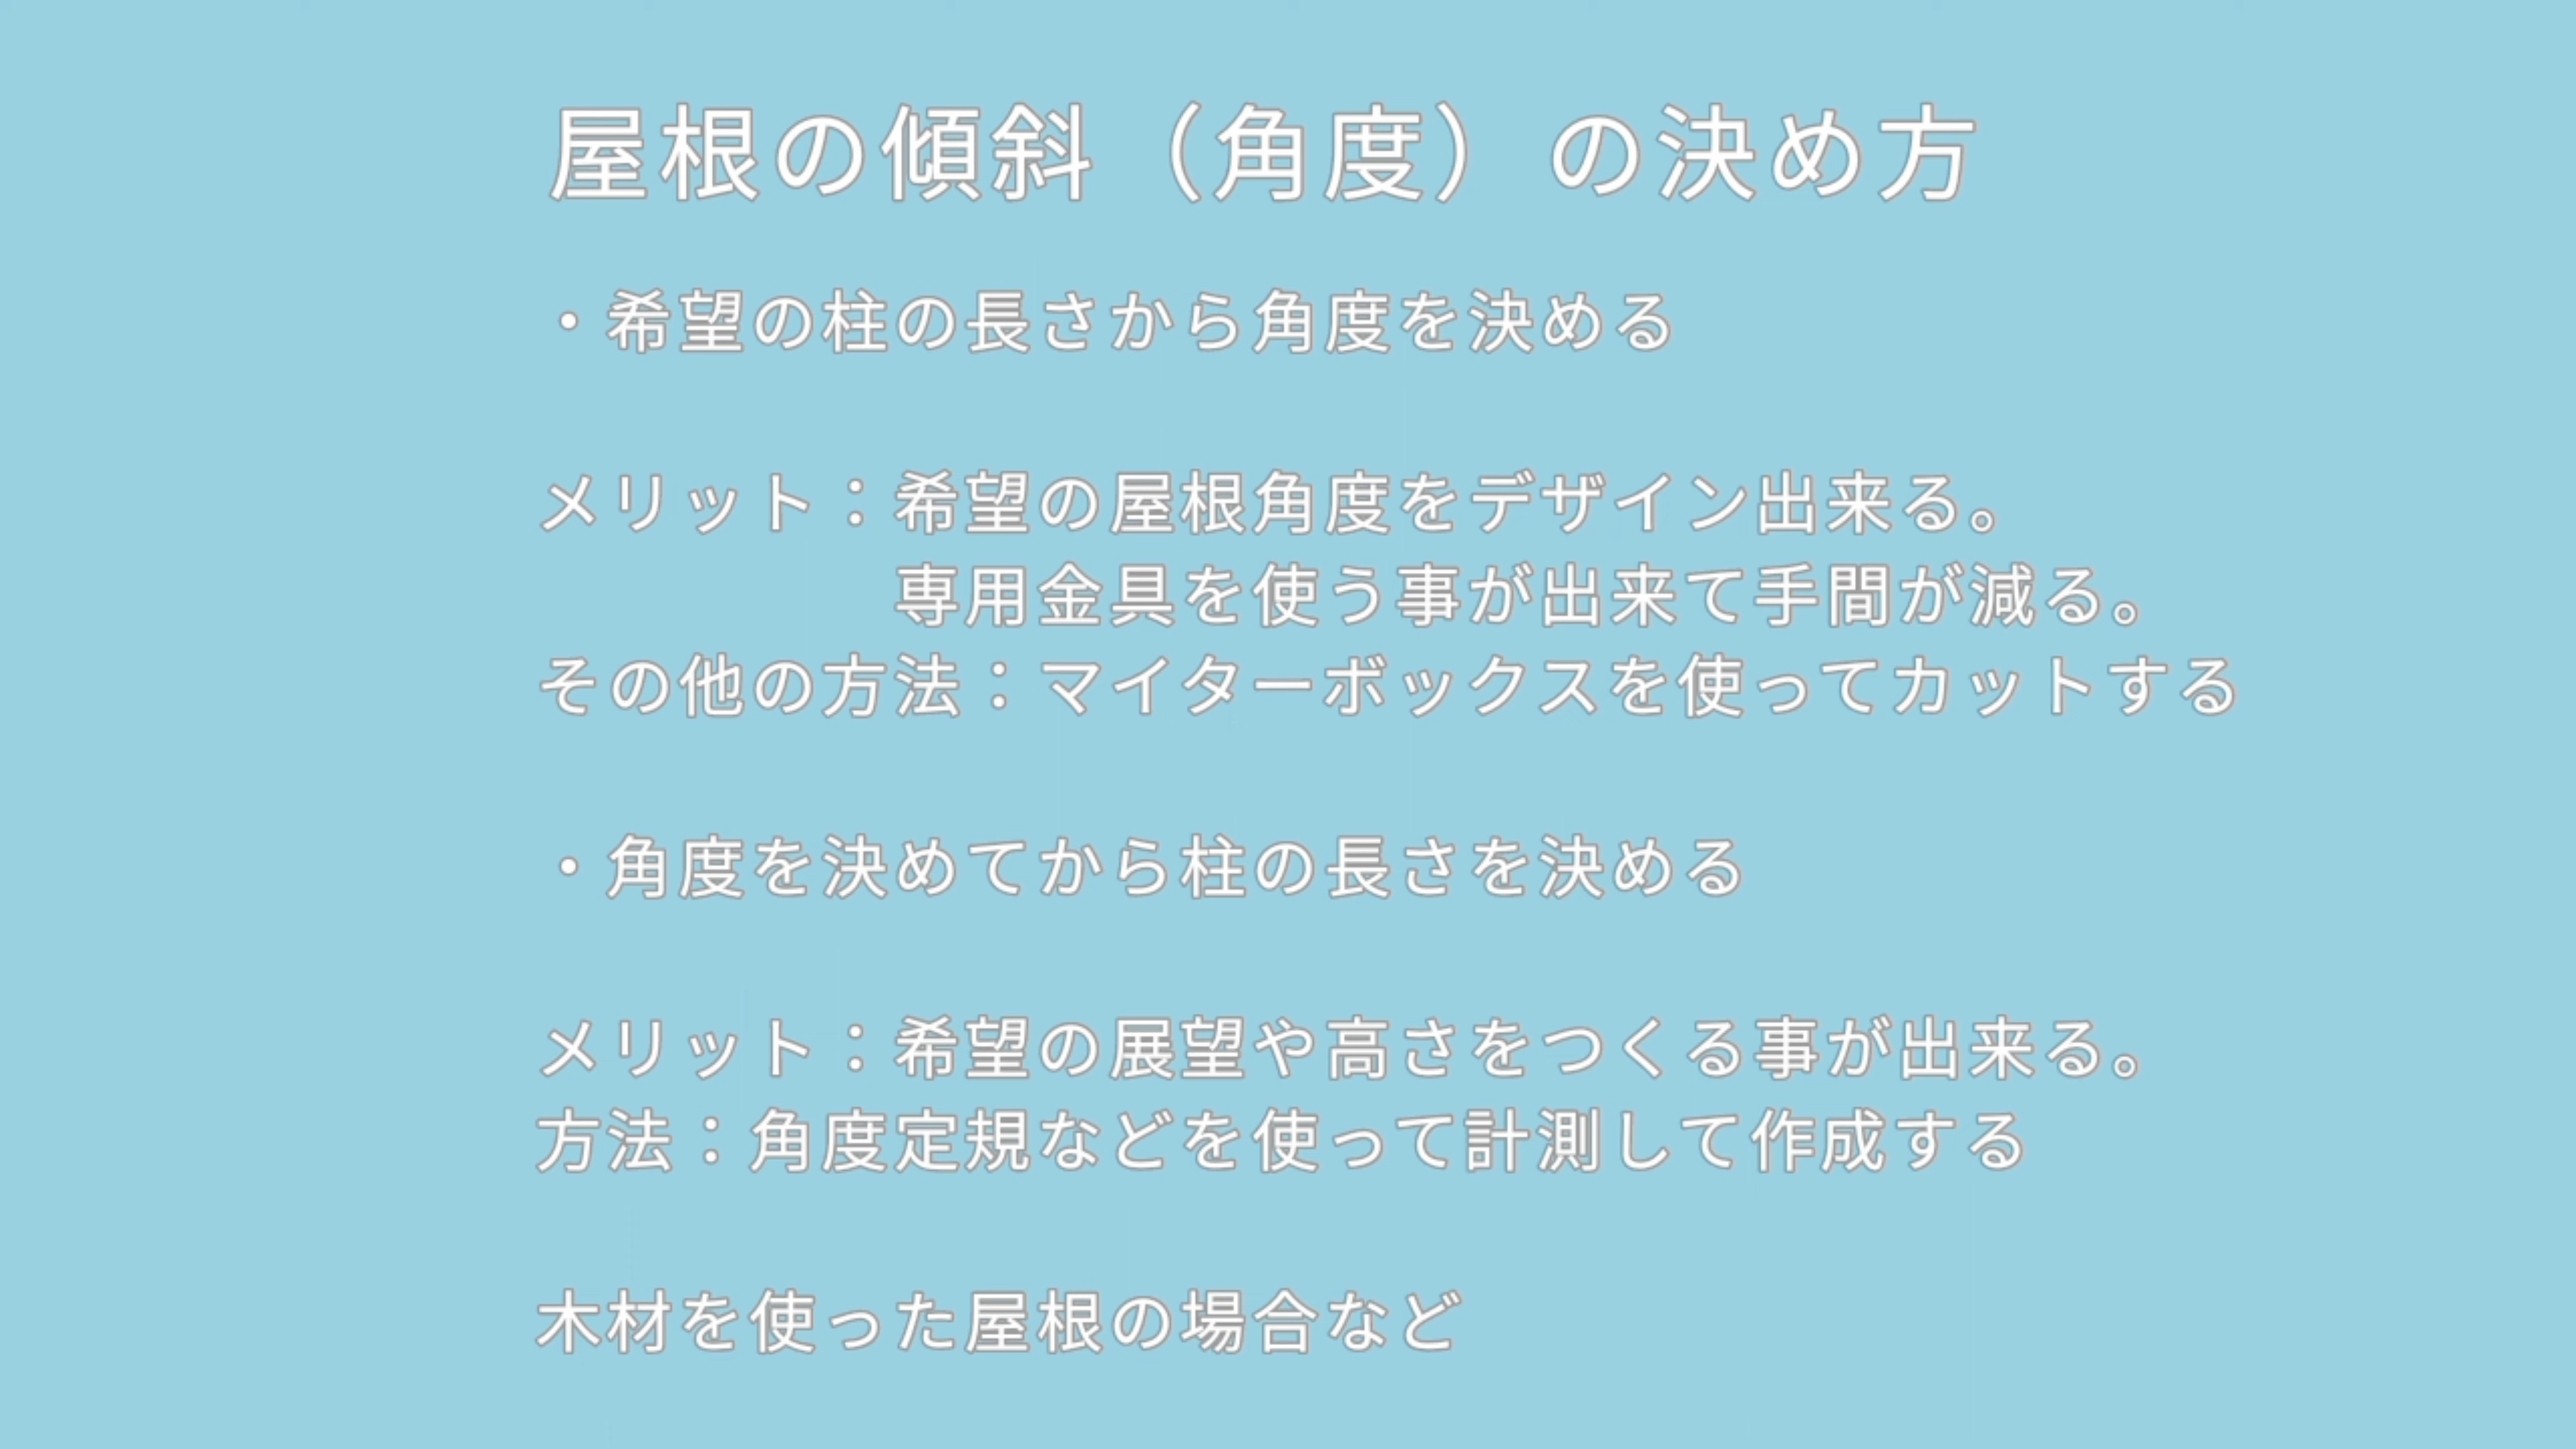 屋根の傾斜（角度）の決め方
・希望の柱の長さから角度を決める
メリット：希望の屋根角度をデザイン出来る。
専用金具を使う事が出来て手間が減る。
その他の方法：マイターボックスを使ってカットする
・角度を決めてから柱の長さを決める
メリット：希望の展望や高さをつくる事が出来る。
方法：角度定規などを使って計測して作成する
木材を使った屋根の場合など